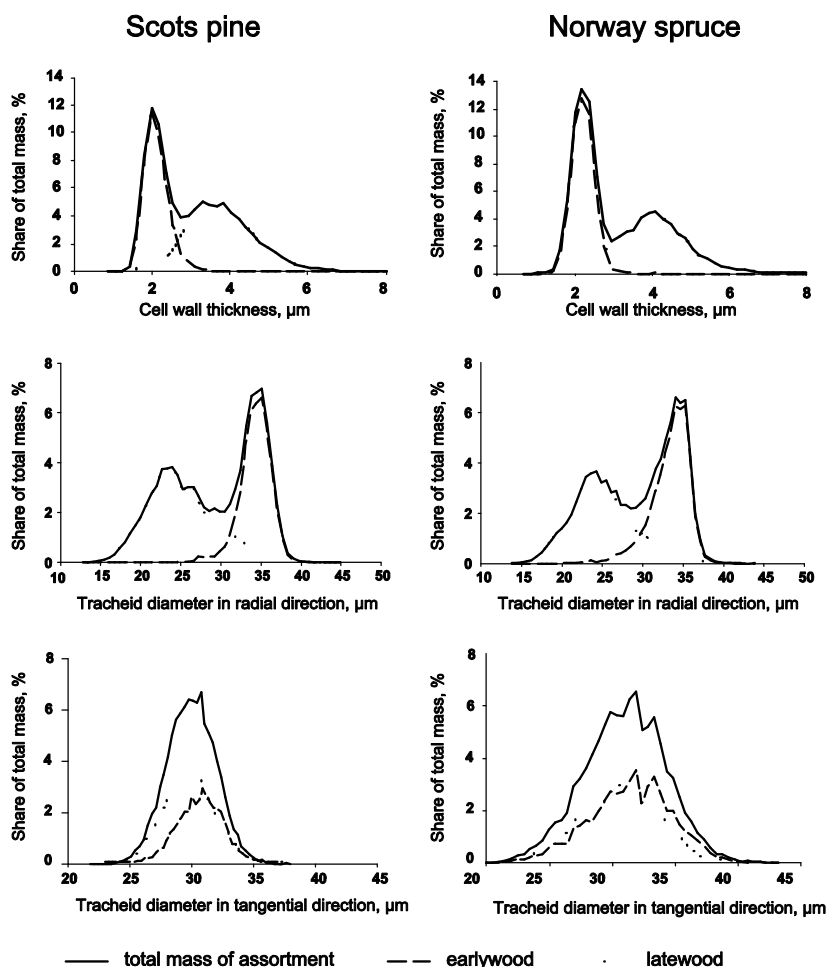 Scots pine
Norway spruce
Share of total mass, %
14
12
10
8
6
4
2
0
0 2 4 6 8
Cell wall thickness, µm
Share of total mass, %
14
12
10
8
6
4
2
0
0 2 4 6 8
Cell wall thickness, µm
Share of total mass, %
8
6
4
2
0
10 15 20 25 30 35 40 45 50
Tracheid diameter in radial direction, µm
Share of total mass, %
8
6
4
2
0
10 15 20 25 30 35 40 45 50
Tracheid diameter in radial direction, µm
Share of total mass, %
8
6
4
2
0
20 25 30 35 40 45
Tracheid diameter in tangential direction, µm
Share of total mass, %
8
6
4
2
0
20 25 30 35 40 45
Tracheid diameter in tangential direction, µm
total mass of assortment
earlywood
latewood